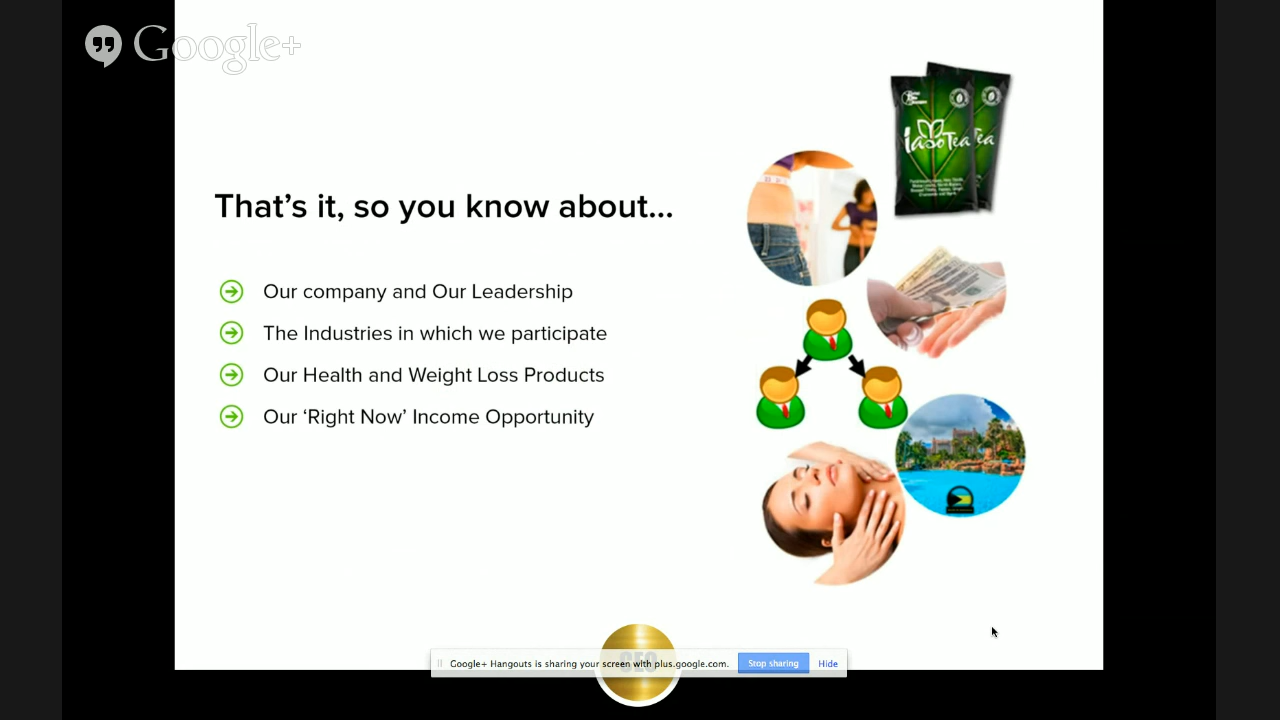 Google+
IasoTea
Tea
That’s it, so you know about...
Our company and Our Leadership
The Industries in which we participate
Our Health and Weight Loss Products
Our ‘Right Now’ Income Opportunity
CEO
Google+ Hangouts is sharing your screen with plus.google.com.
Stop sharing
Hide